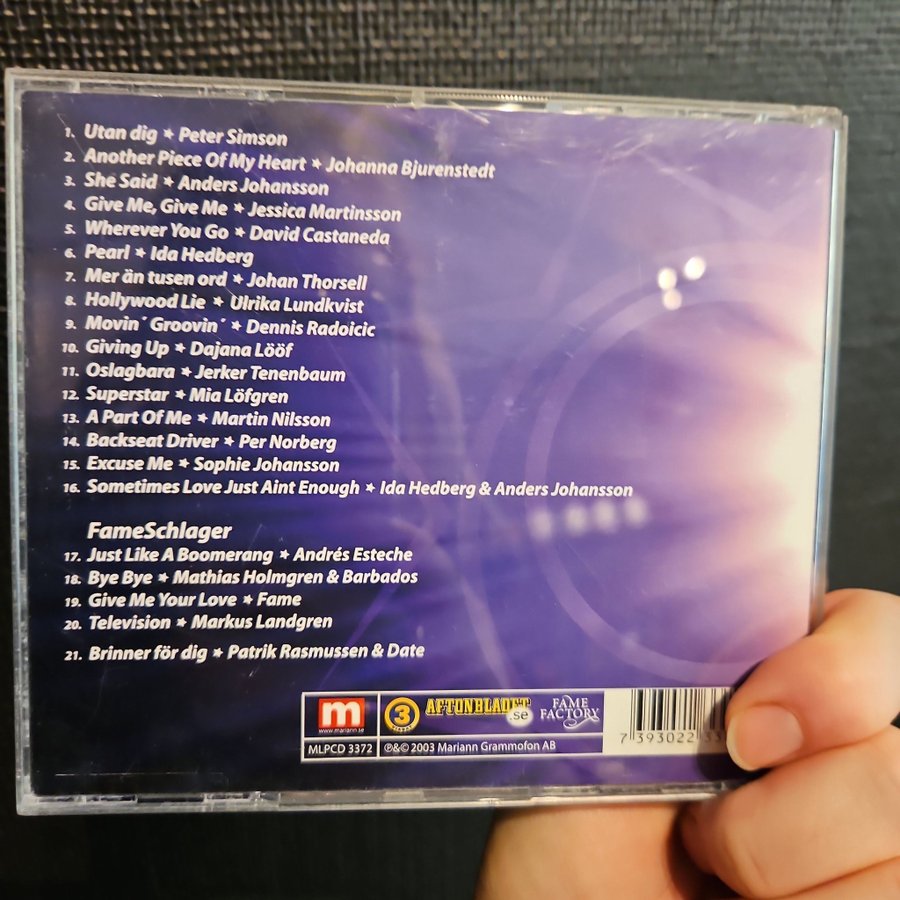 1. Utan dig ★ Peter Simson
2. Another Piece Of My Heart ★ Johanna Bjurenstedt
3. She Said ★ Anders Johansson
4. Give Me, Give Me ★ Jessica Martinsson
5. Wherever You Go ★ David Castaneda
6. Pearl ★ Ida Hedberg
7. Mer än tusen ord ★ Johan Thorsell
8. Hollywood Lie ★ Ulrika Lundkvist
9. Movin´ Groovin´ ★ Dennis Radoicic
10. Giving Up ★ Dajana Lööf
11. Oslagbara ★ Jerker Tenenbaum
12. Superstar ★ Mia Löfgren
13. A Part Of Me ★ Martin Nilsson
14. Backseat Driver ★ Per Norberg
15. Excuse Me ★ Sophie Johansson
16. Sometimes Love Just Aint Enough ★ Ida Hedberg & Anders Johansson
FameSchlager
17. Just Like A Boomerang ★ Andrés Esteche
18. Bye Bye ★ Mathias Holmgren & Barbados
19. Give Me Your Love ★ Fame
20. Television ★ Markus Landgren
21. Brinner för dig ★ Patrik Rasmussen & Date
m
www.mariann.se
3
AFTONBLADET
.se
FAME
FACTORY
MLPCD 3372
℗&© 2003 Mariann Grammofon AB
7 393022 33